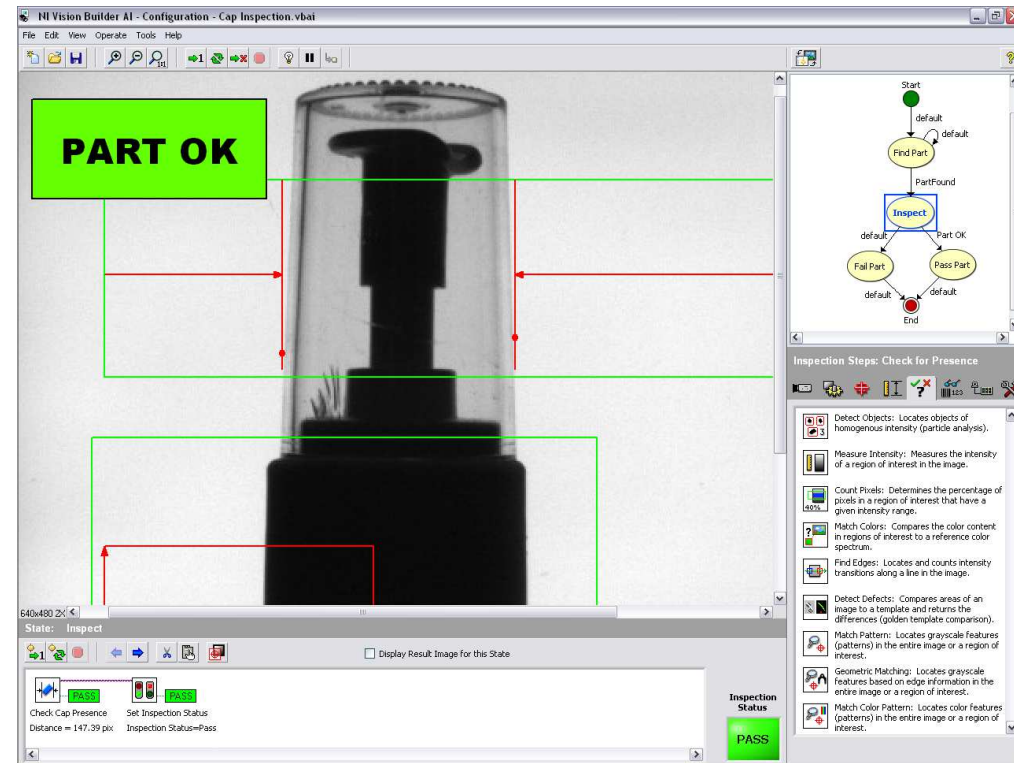 NI Vision Builder AI - Configuration - Cap Inspection.vbai
File Edit View Operate Tools Help
PART OK
Start
default
default
Find Part
PartFound
Inspect
default
Part OK
Fail Part
Pass Part
default
default
End
Inspection Steps: Check for Presence
Detect Objects: Locates objects of
homogenous intensity (particle analysis).
Measure Intensity: Measures the intensity
of a region of interest in the image.
Count Pixels: Determines the percentage of
pixels in a region of interest that have a
given intensity range.
Match Colors: Compares the color content
in regions of interest to a reference color
spectrum.
Find Edges: Locates and counts intensity
transitions along a line in the image.
Detect Defects: Compares areas of an
image to a template and returns the
differences (golden template comparison).
Match Pattern: Locates grayscale features
(patterns) in the entire image or a region of
interest.
Geometric Matching: Locates grayscale
features based on edge information in the
entire image or a region of interest.
Match Color Pattern: Locates color features
(patterns) in the entire image or a region of
interest.
640x480 2X
State: Inspect
Display Result Image for this State
PASS
PASS
Check Cap Presence
Set Inspection Status
Distance = 147.39 pix
Inspection Status=Pass
Inspection
Status
PASS